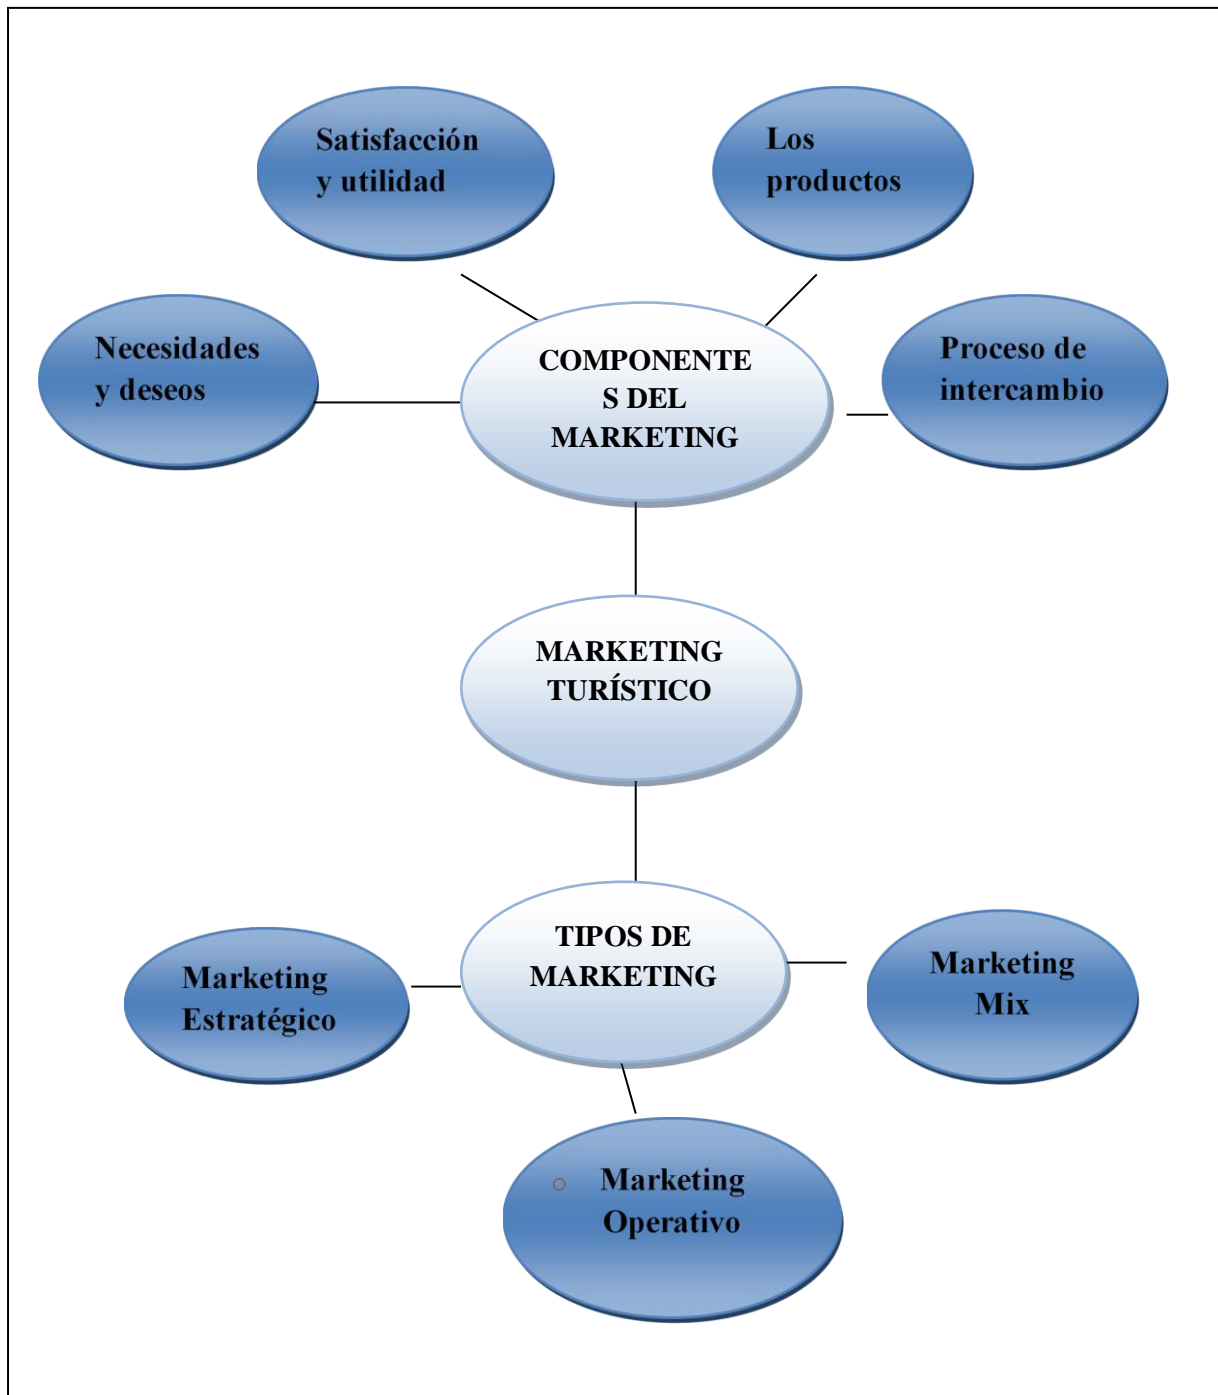 Satisfacción
y utilidad
Los
productos
Necesidades
y deseos
COMPONENTE
S DEL
MARKETING
Proceso de
intercambio
MARKETING
TURÍSTICO
TIPOS DE
MARKETING
Marketing
Estratégico
Marketing
Mix
Marketing
Operativo